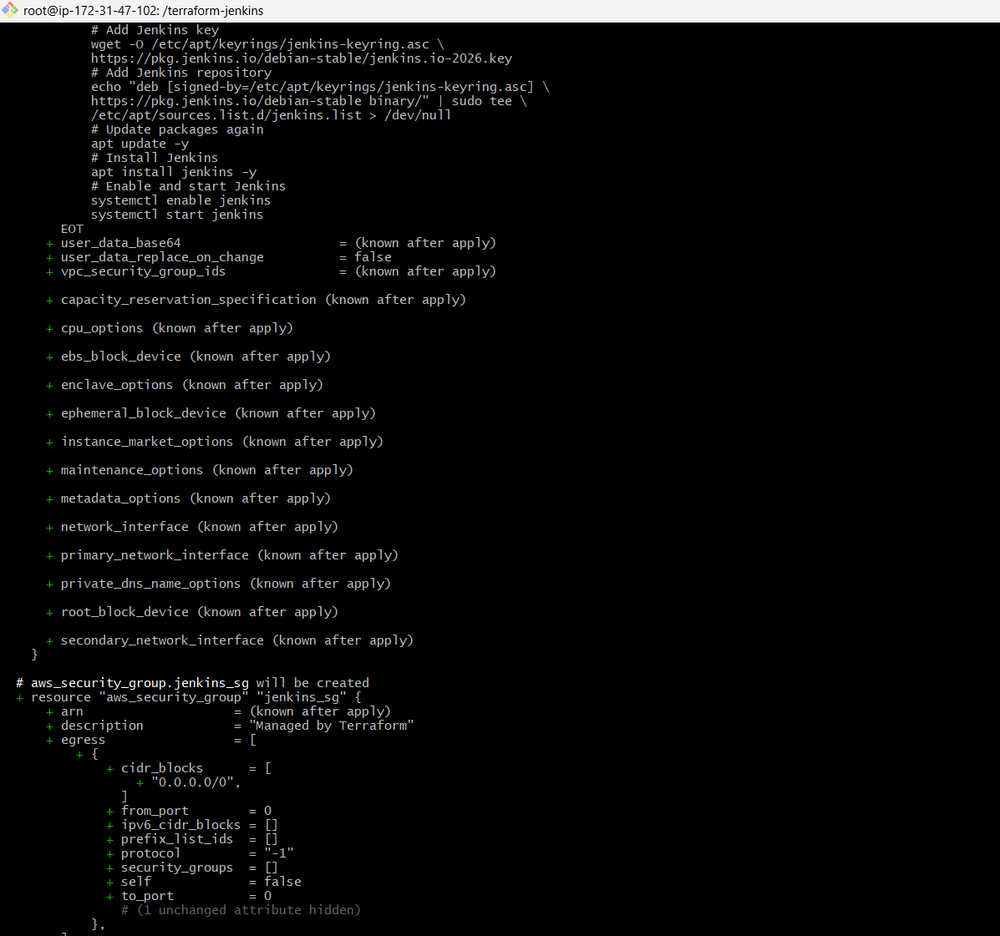 root@ip-172-31-47-102: /terraform-jenkins
# Add Jenkins key
wget -O /etc/apt/keyrings/jenkins-keyring.asc \
https://pkg.jenkins.io/debian-stable/jenkins.io-2026.key
# Add Jenkins repository
echo "deb [signed-by=/etc/apt/keyrings/jenkins-keyring.asc] \
https://pkg.jenkins.io/debian-stable binary/" | sudo tee \
/etc/apt/sources.list.d/jenkins.list > /dev/null
# Update packages again
apt update -y
# Install Jenkins
apt install jenkins -y
# Enable and start Jenkins
systemctl enable jenkins
systemctl start jenkins
EOT
+ user_data_base64 = (known after apply)
+ user_data_replace_on_change = false
+ vpc_security_group_ids = (known after apply)
+ capacity_reservation_specification (known after apply)
+ cpu_options (known after apply)
+ ebs_block_device (known after apply)
+ enclave_options (known after apply)
+ ephemeral_block_device (known after apply)
+ instance_market_options (known after apply)
+ maintenance_options (known after apply)
+ metadata_options (known after apply)
+ network_interface (known after apply)
+ primary_network_interface (known after apply)
+ private_dns_name_options (known after apply)
+ root_block_device (known after apply)
+ secondary_network_interface (known after apply)
}
# aws_security_group.jenkins_sg will be created
+ resource "aws_security_group" "jenkins_sg" {
+ arn = (known after apply)
+ description = "Managed by Terraform"
+ egress = [
+ {
+ cidr_blocks = [
+ "0.0.0.0/0",
]
+ from_port = 0
+ ipv6_cidr_blocks = []
+ prefix_list_ids = []
+ protocol = "-1"
+ security_groups = []
+ self = false
+ to_port = 0
# (1 unchanged attribute hidden)
},